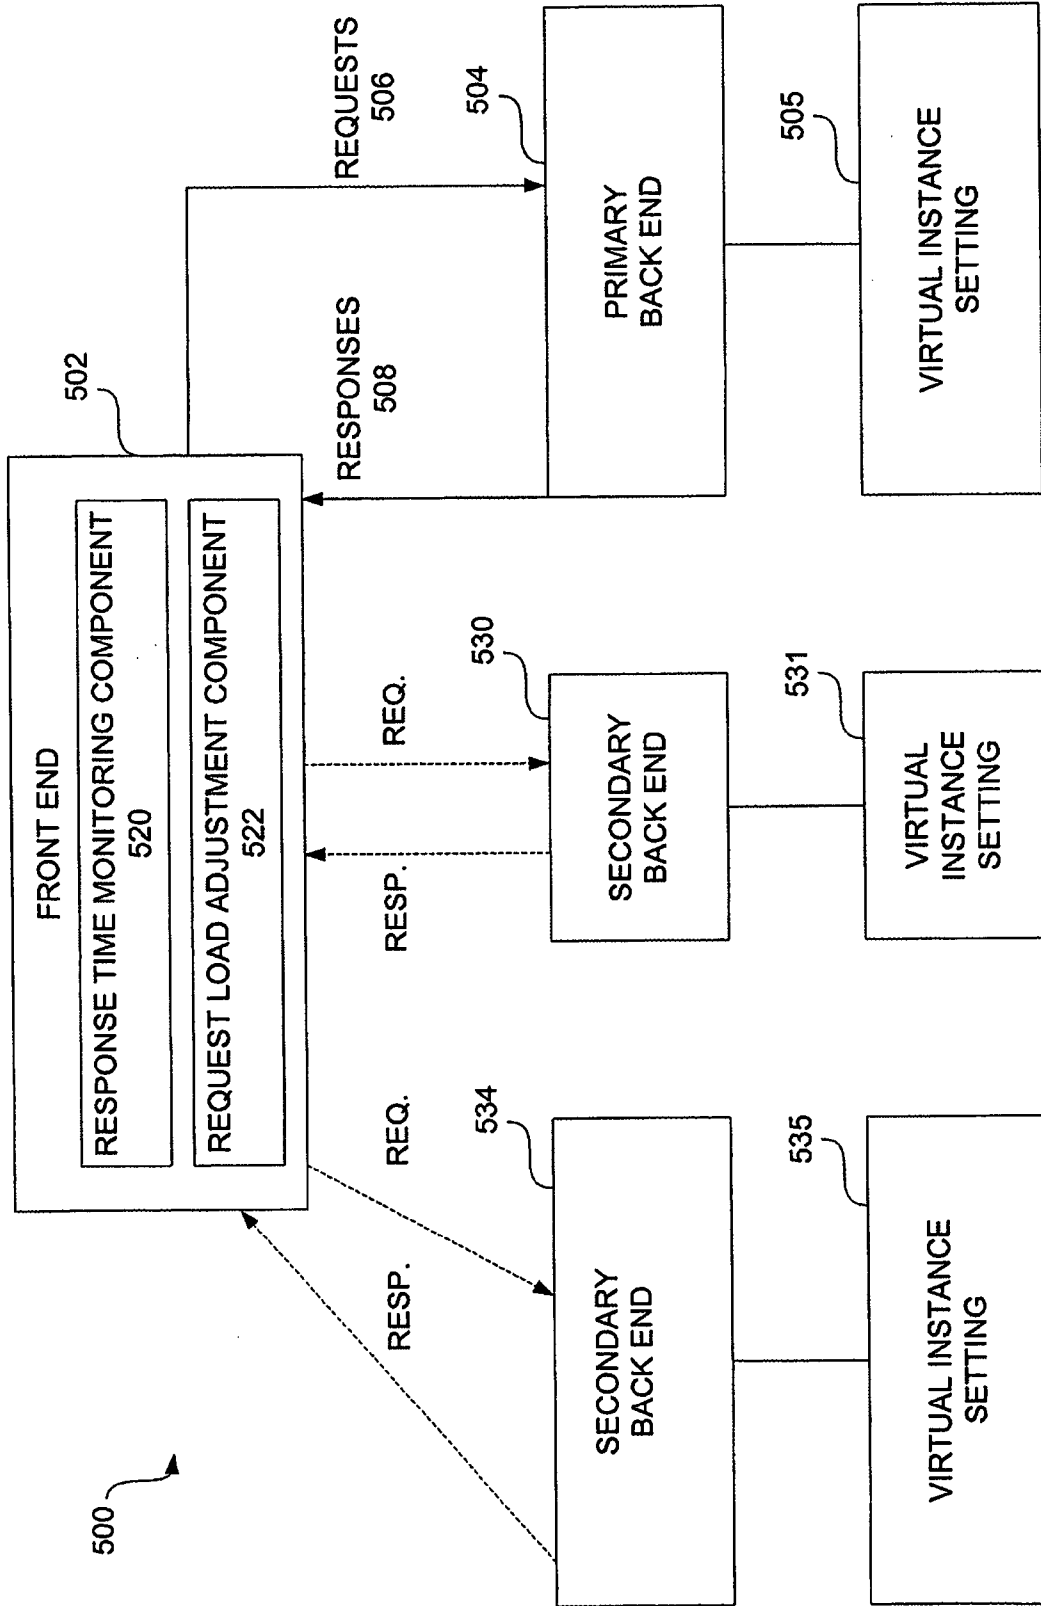 500
FRONT END
502
RESPONSE TIME MONITORING COMPONENT
520
REQUEST LOAD ADJUSTMENT COMPONENT
522
RESP.
REQ.
RESP.
REQ.
RESPONSES
508
REQUESTS
506
534
SECONDARY
BACK END
530
SECONDARY
BACK END
504
PRIMARY
BACK END
535
VIRTUAL INSTANCE
SETTING
531
VIRTUAL
INSTANCE
SETTING
505
VIRTUAL INSTANCE
SETTING